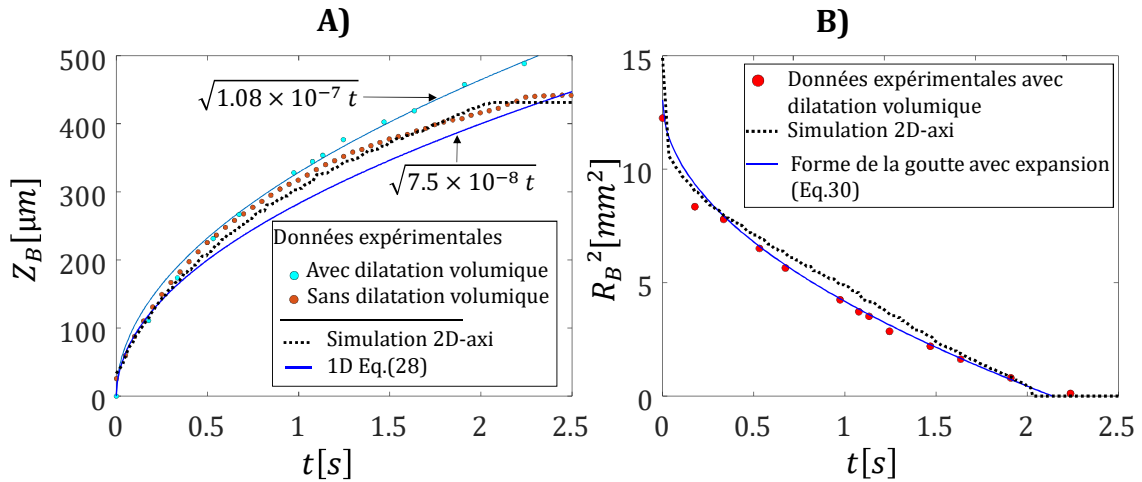 A)
500
400
300
200
100
0
Z_B[μm]
√1.08 × 10⁻⁷ t
√7.5 × 10⁻⁸ t
Données expérimentales
Avec dilatation volumique
Sans dilatation volumique
Simulation 2D-axi
1D Eq.(28)
0 0.5 1 1.5 2 2.5
t[s]
B)
15
10
5
0
R_B²[mm²]
Données expérimentales avec
dilatation volumique
Simulation 2D-axi
Forme de la goutte avec expansion
(Eq.30)
0 0.5 1 1.5 2 2.5
t[s]